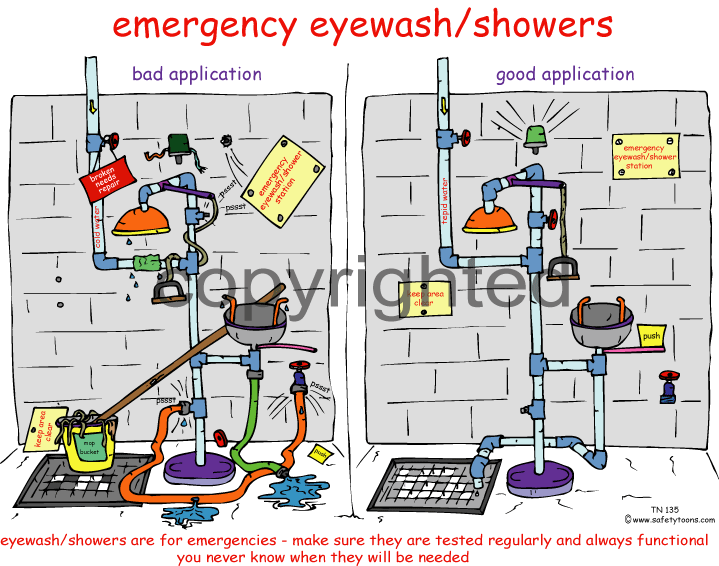 emergency eyewash/showers
bad application
good application
broken
needs
repair
cold water
pssst
pssst
emergency
eyewash/shower
station
keep area
clear
mop
bucket
pssst
pssst
push
tepid water
emergency
eyewash/shower
station
keep area
clear
push
copyrighted
TN 135
©www.safetytoons.com
eyewash/showers are for emergencies - make sure they are tested regularly and always functional
you never know when they will be needed